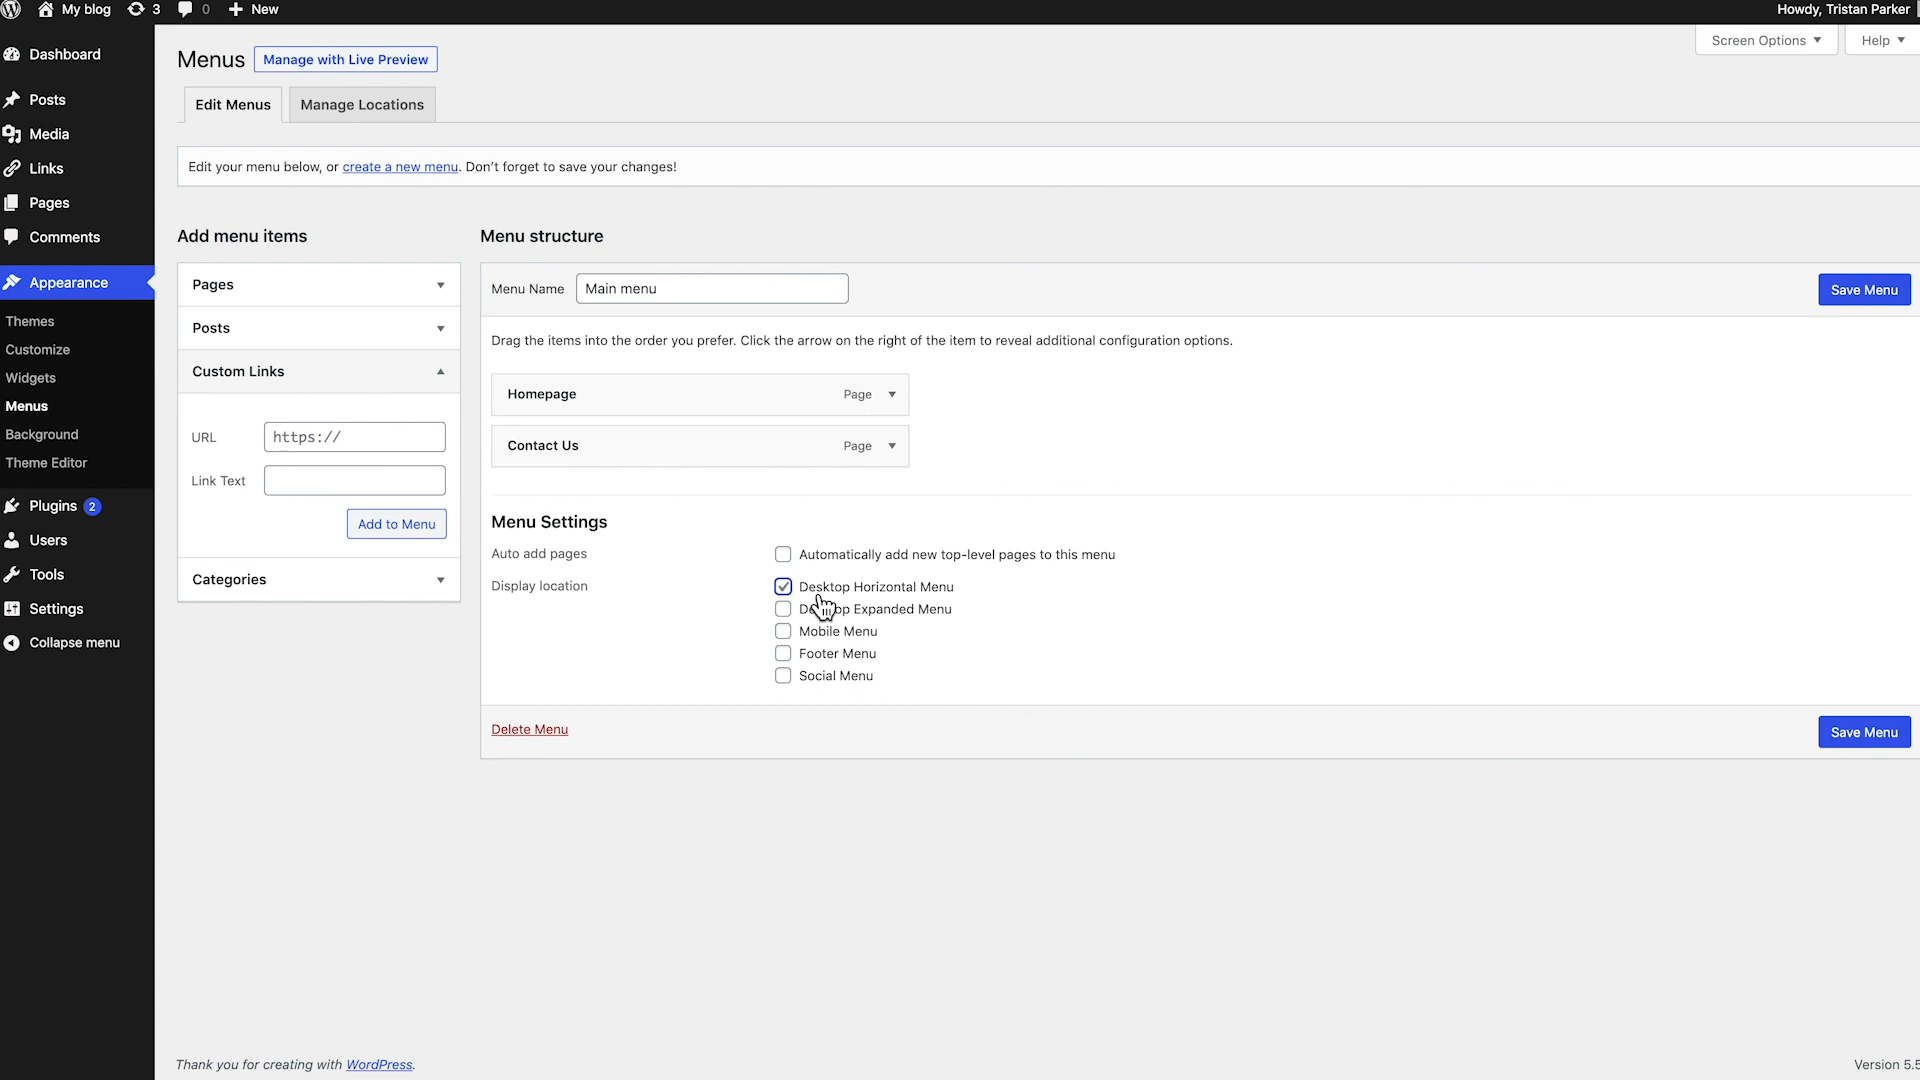 My blog 3 0 New Howdy, Tristan Parker
Screen Options Help
Dashboard
Posts
Media
Links
Pages
Comments
Appearance
Themes
Customize
Widgets
Menus
Background
Theme Editor
Plugins 2
Users
Tools
Settings
Collapse menu
Menus Manage with Live Preview
Edit Menus Manage Locations
Edit your menu below, or create a new menu. Don't forget to save your changes!
Add menu items
Pages
Posts
Custom Links
URL https://
Link Text
Add to Menu
Categories
Menu structure
Menu Name Main menu Save Menu
Drag the items into the order you prefer. Click the arrow on the right of the item to reveal additional configuration options.
Homepage Page
Contact Us Page
Menu Settings
Auto add pages Automatically add new top-level pages to this menu
Display location Desktop Horizontal Menu
Expanded Menu
Mobile Menu
Footer Menu
Social Menu
Delete Menu Save Menu
Thank you for creating with WordPress. Version 5.5